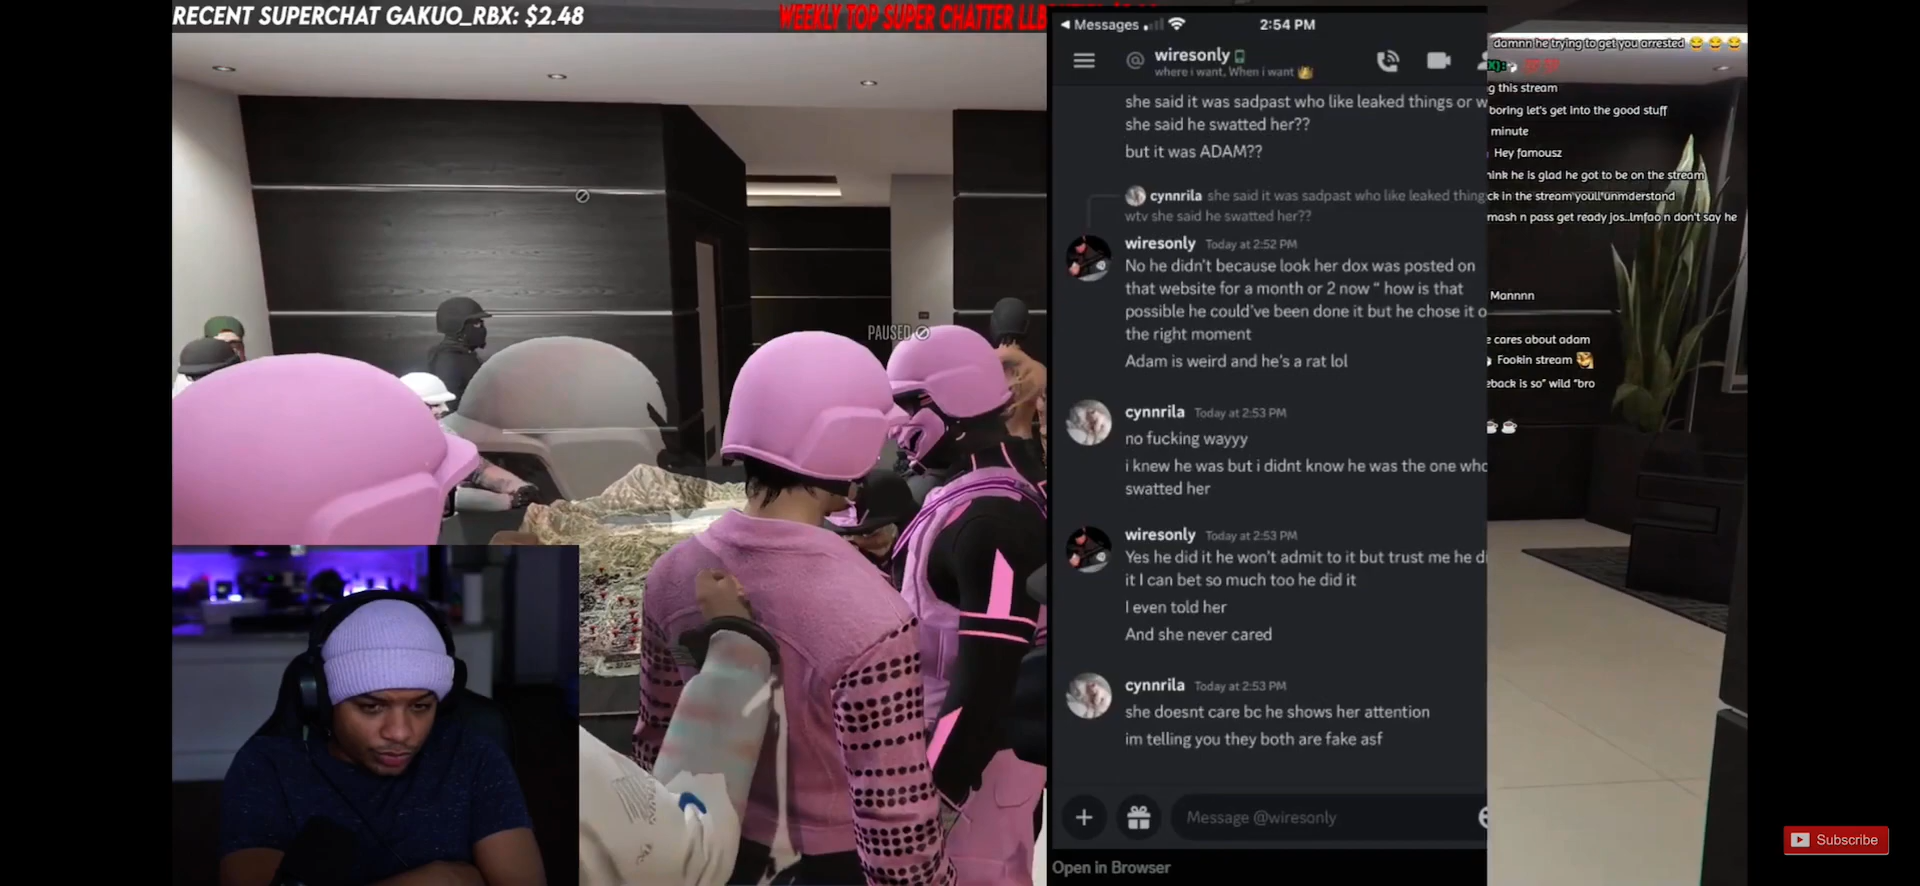 RECENT SUPERCHAT GAKUO_RBX: $2.48
WEEKLY TOP SUPER CHATTER
PAUSED
Messages
2:54 PM
@ wiresonly
where i want, When i want
she said it was sadpast who like leaked things or w
she said he swatted her??
but it was ADAM??
cynnrila she said it was sadpast who like leaked thing
wtv she said he swatted her??
wiresonly Today at 2:52 PM
No he didn't because look her dox was posted on
that website for a month or 2 now “ how is that
possible he could've been done it but he chose it o
the right moment
Adam is weird and he's a rat lol
cynnrila Today at 2:53 PM
no fucking wayyy
i knew he was but i didnt know he was the one who
swatted her
wiresonly Today at 2:53 PM
Yes he did it he won't admit to it but trust me he di
it I can bet so much too he did it
I even told her
And she never cared
cynnrila Today at 2:53 PM
she doesnt care bc he shows her attention
im telling you they both are fake asf
Message @wiresonly
Open in Browser
damnn he trying to get you arrested
g this stream
boring let's get into the good stuff
minute
Hey famousz
hink he is glad he got to be on the stream
ck in the stream youll unmderstand
mash n pass get ready jos..lmfao n don't say he
Mannnn
e cares about adam
Fookin stream
eback is so" wild "bro
Subscribe